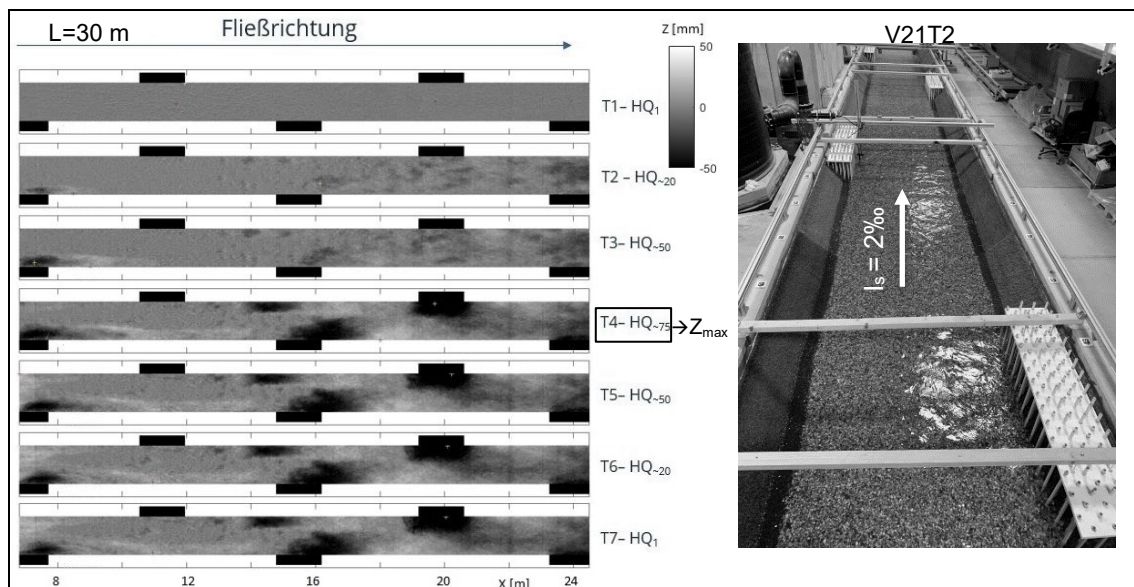 L=30 m
Fließrichtung
Z [mm]
50
0
-50
T1– HQ1
T2 – HQ~20
T3– HQ~50
T4– HQ~75 → Zmax
T5– HQ~50
T6– HQ~20
T7– HQ1
8 12 16 20 24
X [m]
V21T2
Is = 2‰